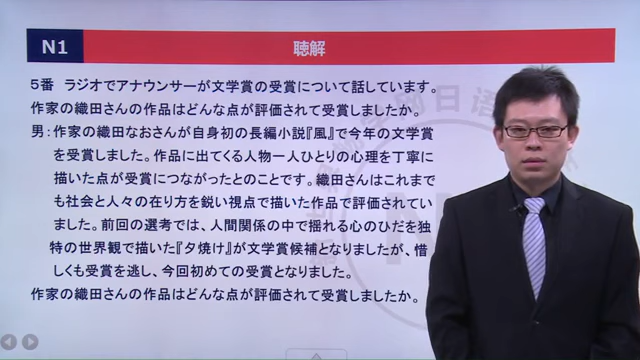 N1
聴解
５番　ラジオでアナウンサーが文学賞の受賞について話しています。
作家の織田さんの作品はどんな点が評価されて受賞しましたか。
男：作家の織田なおさんが自身初の長編小説『風』で今年の文学賞
を受賞しました。作品に出てくる人物一人ひとりの心理を丁寧に
描いた点が受賞につながったとのことです。織田さんはこれまで
も社会と人々の在り方を鋭い視点で描いた作品で評価されてい
ました。前回の選考では、人間関係の中で揺れる心のひだを独
特の世界観で描いた『夕焼け』が文学賞候補となりましたが、惜
しくも受賞を逃し、今回初めての受賞となりました。
作家の織田さんの作品はどんな点が評価されて受賞しましたか。